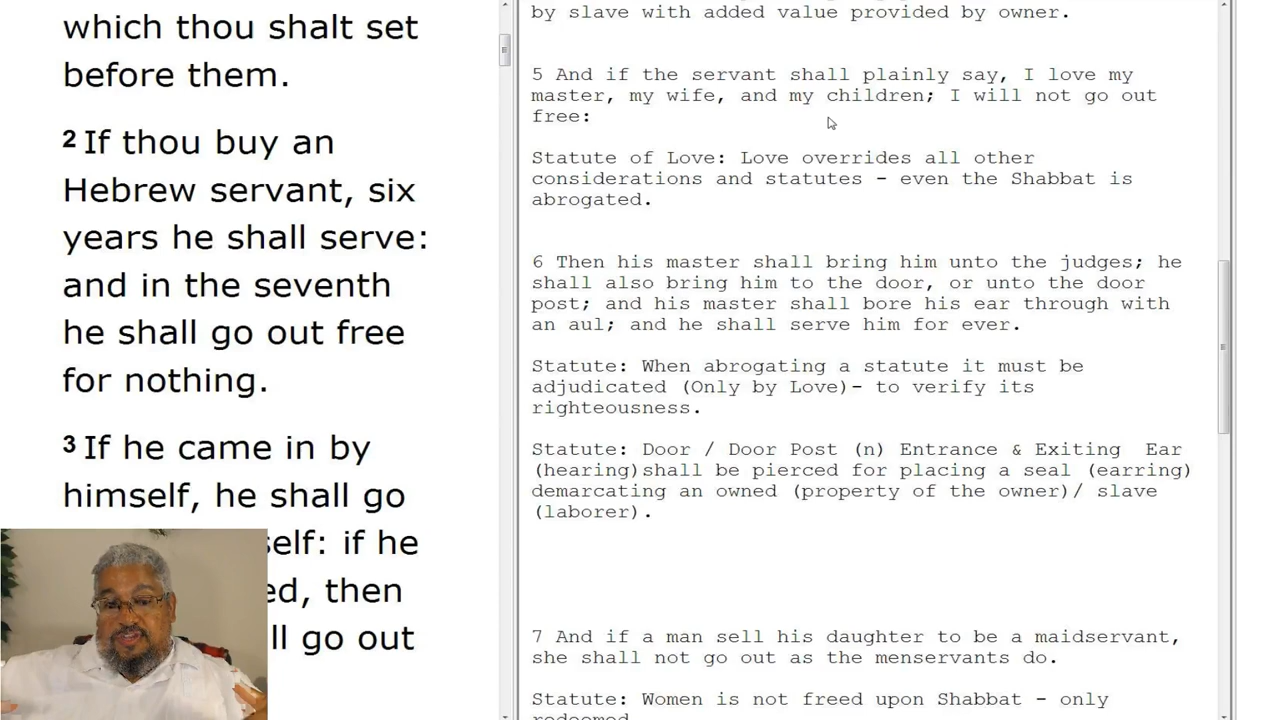 which thou shalt set
before them.
2 If thou buy an
Hebrew servant, six
years he shall serve:
and in the seventh
he shall go out free
for nothing.
3 If he came in by
himself, he shall go
self: if he
ed, then
ll go out
by slave with added value provided by owner.
5 And if the servant shall plainly say, I love my
master, my wife, and my children; I will not go out
free:
Statute of Love: Love overrides all other
considerations and statutes - even the Shabbat is
abrogated.
6 Then his master shall bring him unto the judges; he
shall also bring him to the door, or unto the door
post; and his master shall bore his ear through with
an aul; and he shall serve him for ever.
Statute: When abrogating a statute it must be
adjudicated (Only by Love)- to verify its
righteousness.
Statute: Door / Door Post (n) Entrance & Exiting Ear
(hearing)shall be pierced for placing a seal (earring)
demarcating an owned (property of the owner)/ slave
(laborer).
7 And if a man sell his daughter to be a maidservant,
she shall not go out as the menservants do.
Statute: Women is not freed upon Shabbat - only